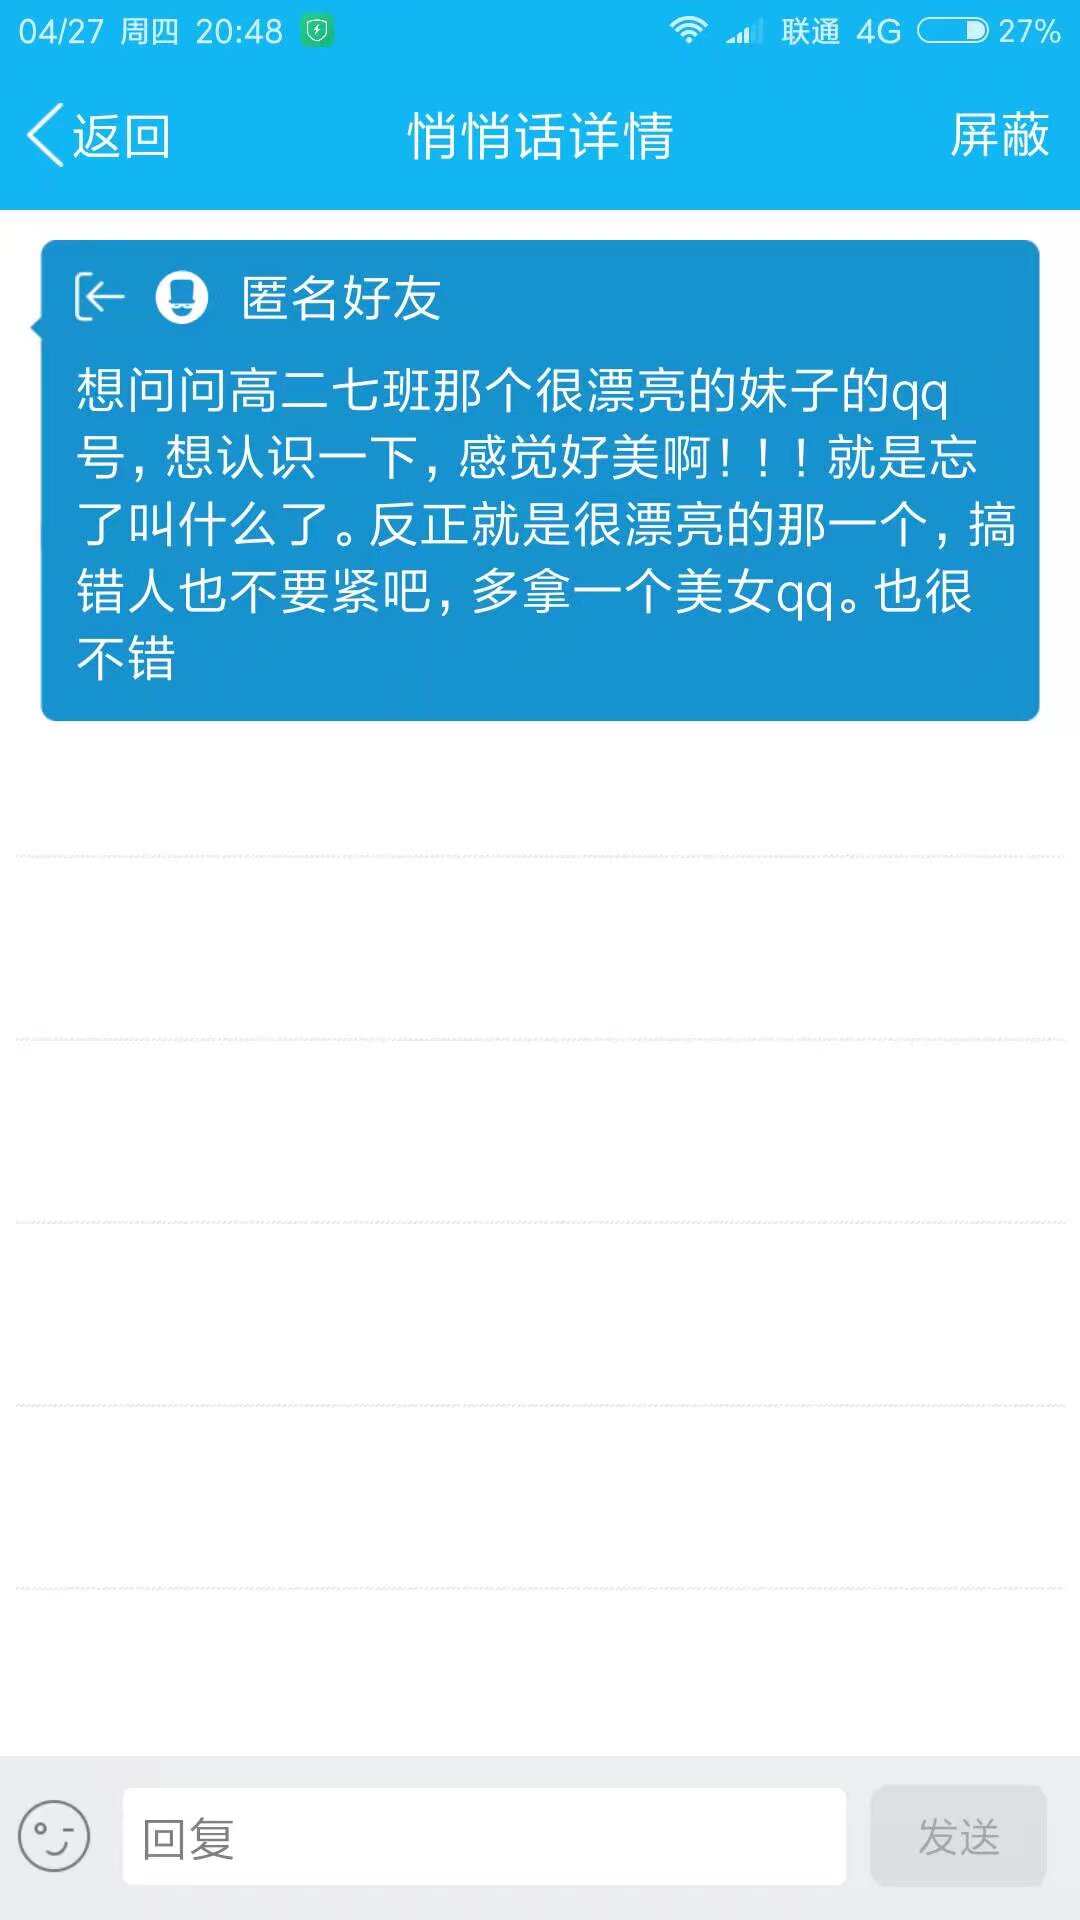 04/27 周四 20:48 联通 4G 27%
返回 悄悄话详情 屏蔽
匿名好友
想问问高二七班那个很漂亮的妹子的qq
号，想认识一下，感觉好美啊！！！就是忘
了叫什么了。反正就是很漂亮的那一个，搞
错人也不要紧吧，多拿一个美女qq。也很
不错
回复 发送